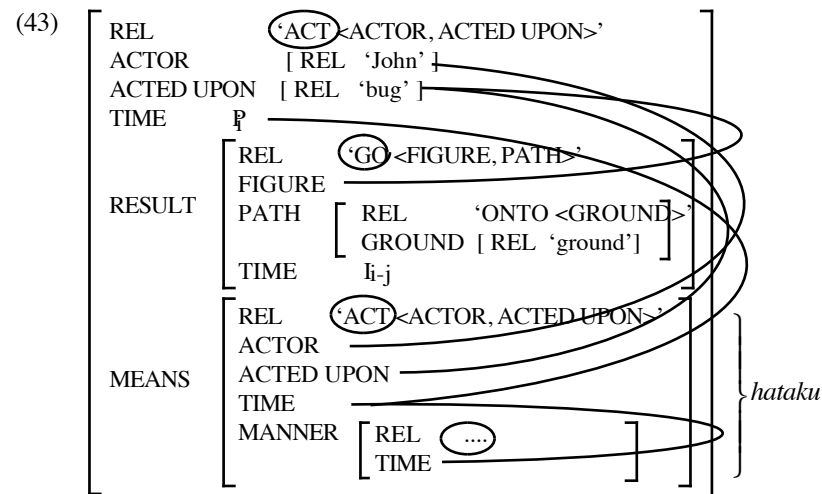 (43)
REL ‘ACT <ACTOR, ACTED UPON>’
ACTOR [ REL ‘John’ ]
ACTED UPON [ REL ‘bug’ ]
TIME Pi
REL ‘GO <FIGURE, PATH>’
FIGURE
RESULT PATH REL ‘ONTO <GROUND>’
GROUND [ REL ‘ground’]
TIME Ii-j
REL ‘ACT <ACTOR, ACTED UPON>’
ACTOR
MEANS ACTED UPON
TIME
MANNER REL ....
TIME
hataku